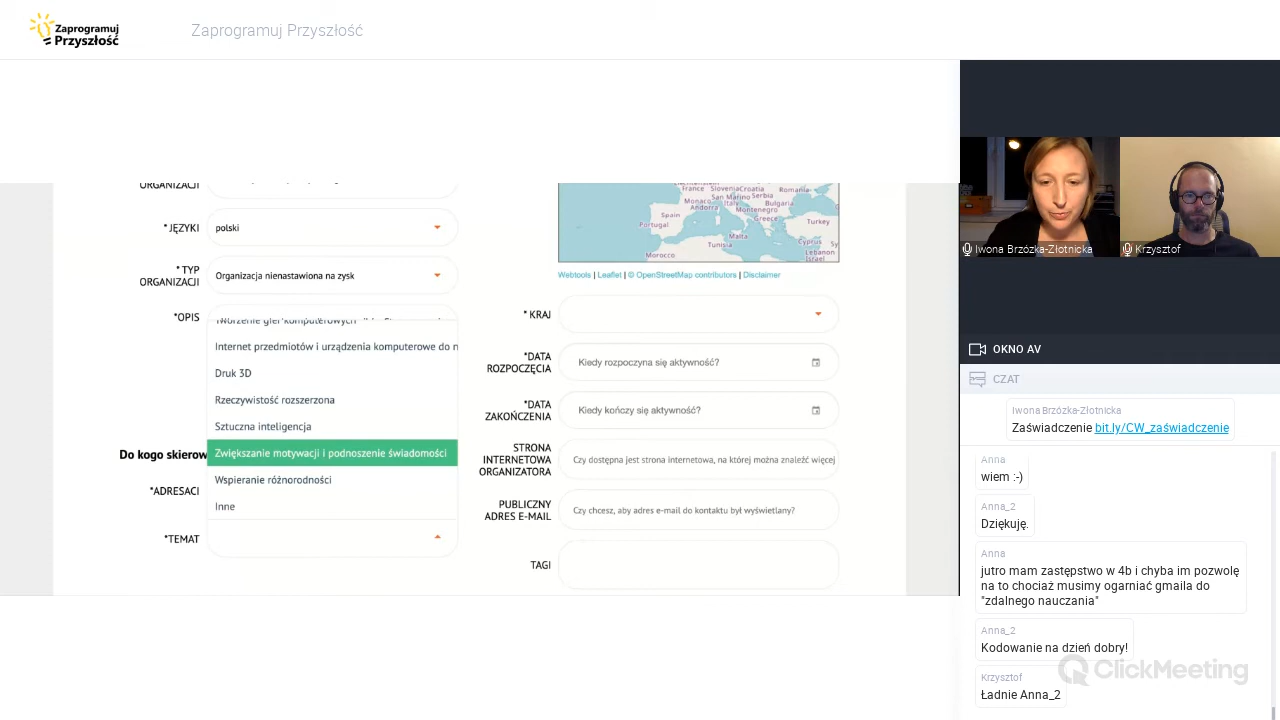 Zaprogramuj
Przyszłość
Zaprogramuj Przyszłość
ORGANIZACJI
* JĘZYKI
polski
* TYP
ORGANIZACJI
Organizacja nienastawiona na zysk
*OPIS
Tworzenie gier komputerowych
Internet przedmiotów i urządzenia komputerowe do n
Druk 3D
Rzeczywistość rozszerzona
Sztuczna inteligencja
Zwiększanie motywacji i podnoszenie świadomości
Wspieranie różnorodności
Inne
Do kogo skierow
*ADRESACI
*TEMAT
France
Slovenia
Croatia
Romania
Monaco
San Marino
Serbia
Andorra
Italy
Bulgaria
Montenegro
Spain
Greece
Portugal
Turkey
Malta
Cyprus
Tunisia
Lebanon
Morocco
Israel
Webtools | Leaflet | © OpenStreetMap contributors | Disclaimer
* KRAJ
*DATA
ROZPOCZĘCIA
Kiedy rozpoczyna się aktywność?
*DATA
ZAKOŃCZENIA
Kiedy kończy się aktywność?
STRONA
INTERNETOWA
ORGANIZATORA
Czy dostępna jest strona internetowa, na której można znaleźć więcej
PUBLICZNY
ADRES E-MAIL
Czy chcesz, aby adres e-mail do kontaktu był wyświetlany?
TAGI
Iwona Brzózka-Złotnicka
Krzysztof
OKNO AV
CZAT
Iwona Brzózka-Złotnicka
Zaświadczenie bit.ly/CW_zaświadczenie
Anna
wiem :-)
Anna_2
Dziękuję.
Anna
jutro mam zastępstwo w 4b i chyba im pozwolę
na to chociaż musimy ogarniać gmaila do
"zdalnego nauczania"
Anna_2
Kodowanie na dzień dobry!
Krzysztof
Ładnie Anna_2
ClickMeeting